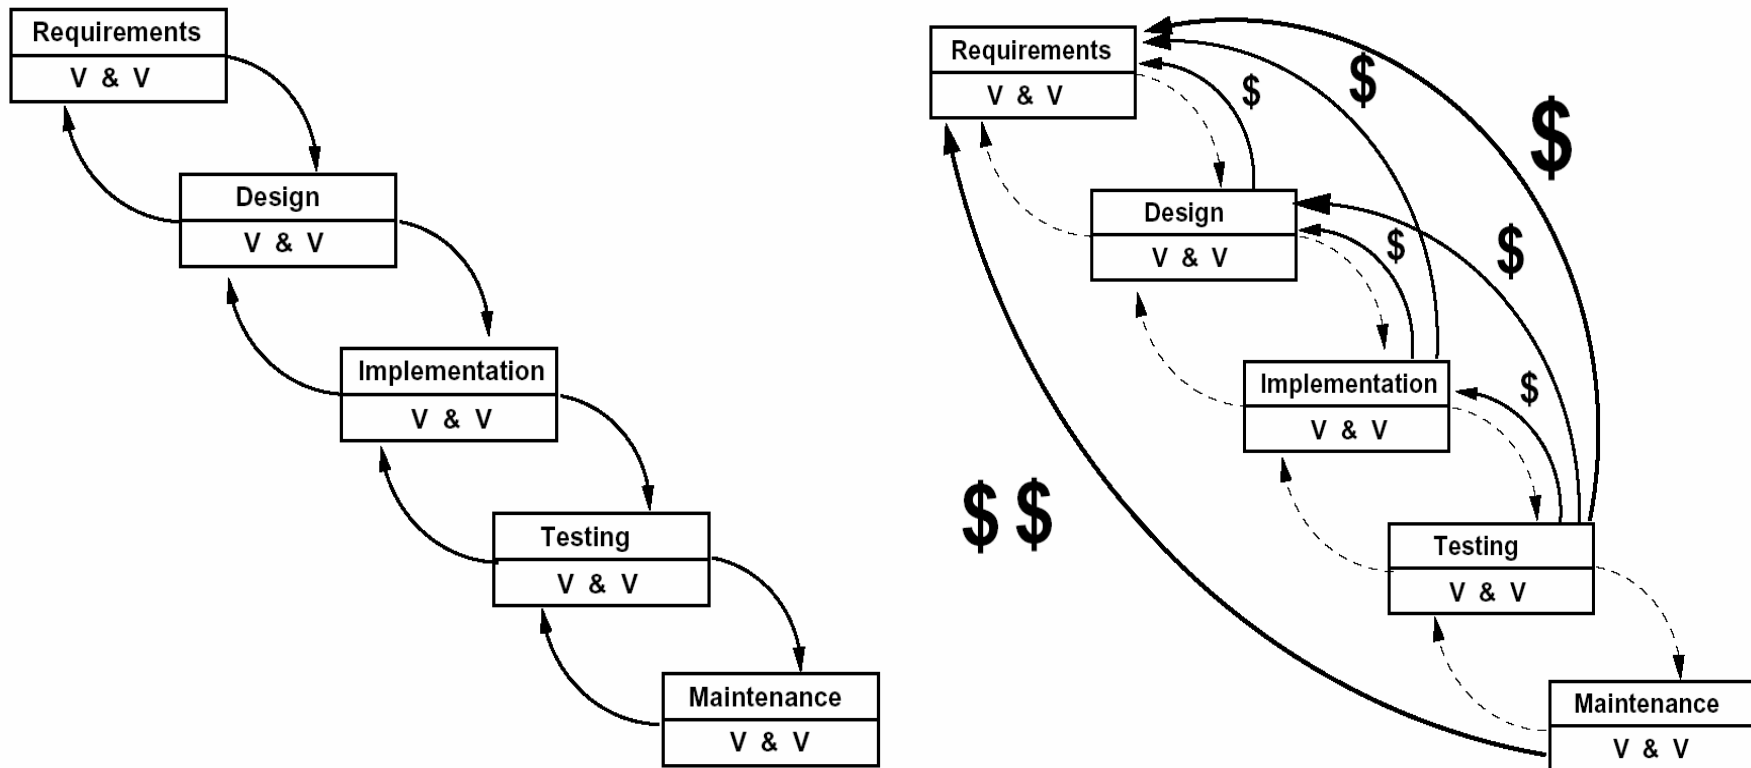 Requirements
V & V
Design
V & V
Implementation
V & V
Testing
V & V
Maintenance
V & V
Requirements
V & V
$
$
$
Design
V & V
$
$
Implementation
V & V
$
$ $
Testing
V & V
Maintenance
V & V